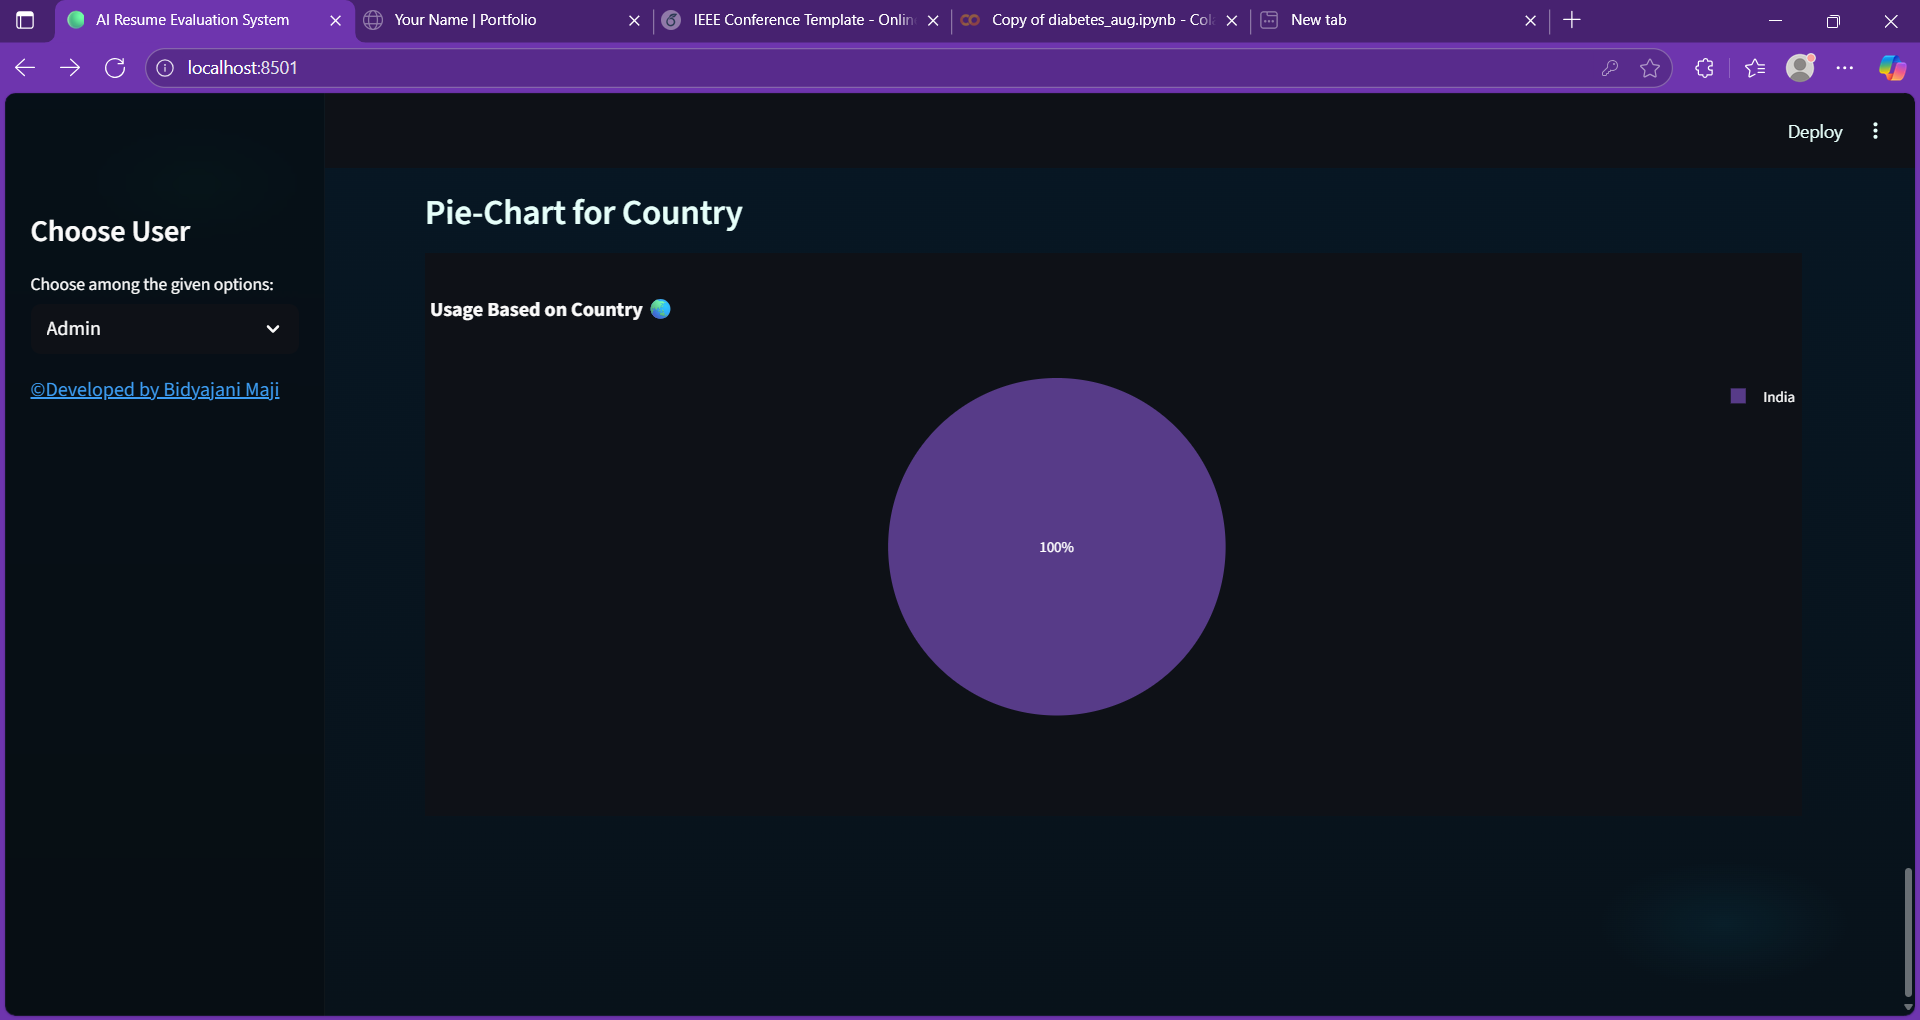 AI Resume Evaluation System
Your Name | Portfolio
IEEE Conference Template - Onlin
Copy of diabetes_aug.ipynb - Col
New tab
localhost:8501
Deploy
Choose User
Choose among the given options:
Admin
©Developed by Bidyajani Maji
Pie-Chart for Country
Usage Based on Country
India
100%